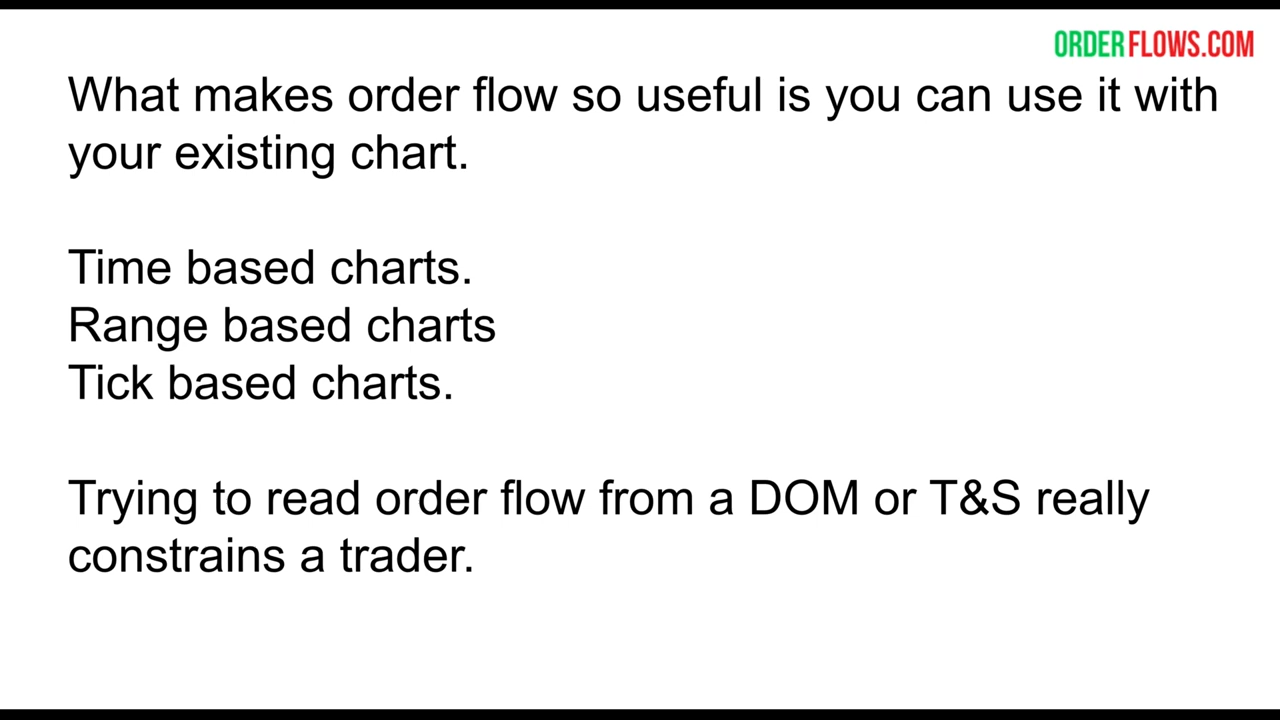 ORDERFLOWS.COM
What makes order flow so useful is you can use it with
your existing chart.
Time based charts.
Range based charts
Tick based charts.
Trying to read order flow from a DOM or T&S really
constrains a trader.